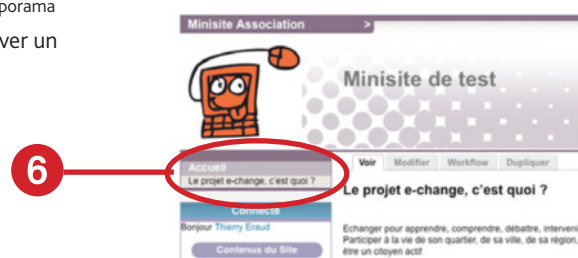 porama
ver un
Minisite Association >
Minisite de test
6
Accueil
Le projet e-change, c'est quoi ?
Voir Modifier Workflow Dupliquer
Le projet e-change, c'est quoi ?
Connecté
Bonjour Thierry Eraud
Contenus du Site
Echanger pour apprendre, comprendre, débattre, interveni
Participer à la vie de son quartier, de sa ville, de sa région,
être un citoyen actif